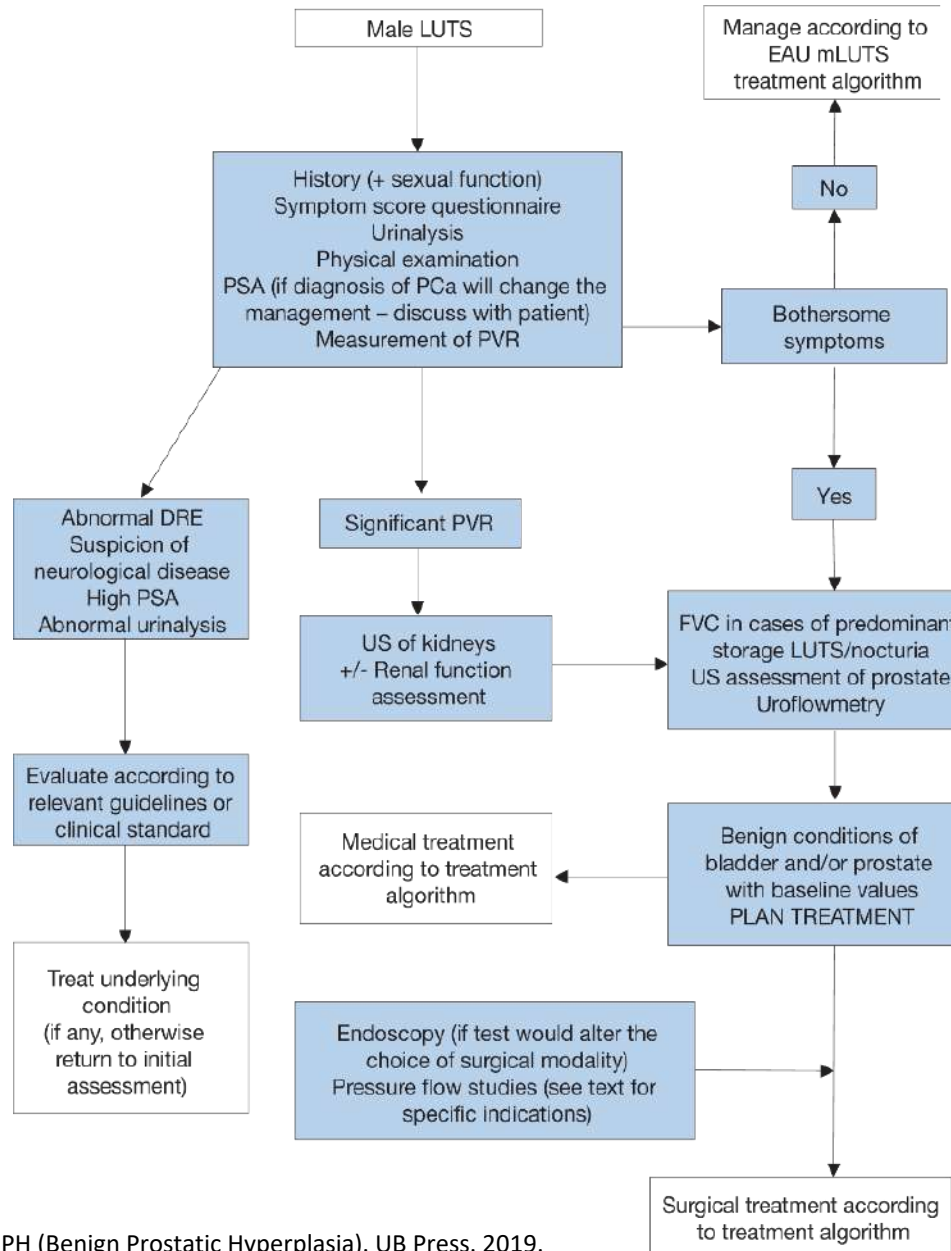 Male LUTS
Manage according to
EAU mLUTS
treatment algorithm
History (+ sexual function)
Symptom score questionnaire
Urinalysis
Physical examination
PSA (if diagnosis of PCa will change the
management – discuss with patient)
Measurement of PVR
No
Bothersome
symptoms
Yes
Abnormal DRE
Suspicion of
neurological disease
High PSA
Abnormal urinalysis
Significant PVR
US of kidneys
+/- Renal function
assessment
FVC in cases of predominant
storage LUTS/nocturia
US assessment of prostate
Uroflowmetry
Evaluate according to
relevant guidelines or
clinical standard
Medical treatment
according to treatment
algorithm
Benign conditions of
bladder and/or prostate
with baseline values
PLAN TREATMENT
Treat underlying
condition
(if any, otherwise
return to initial
assessment)
Endoscopy (if test would alter the
choice of surgical modality)
Pressure flow studies (see text for
specific indications)
Surgical treatment according
to treatment algorithm
PH (Benign Prostatic Hyperplasia). UB Press. 2019.